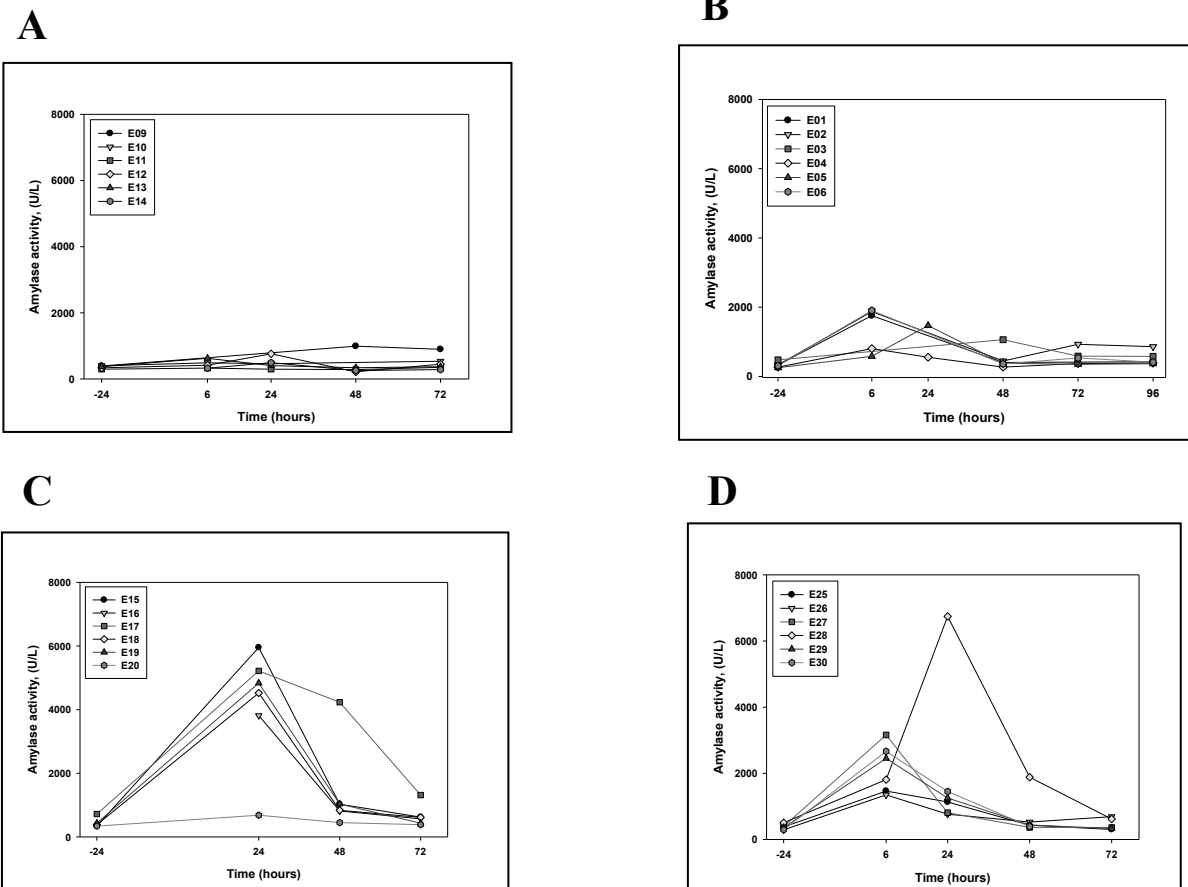 A
8000
6000
4000
2000
0
Amylase activity, (U/L)
E09
E10
E11
E12
E13
E14
-24 6 24 48 72
Time (hours)
B
8000
6000
4000
2000
0
Amylase activity, (U/L)
E01
E02
E03
E04
E05
E06
-24 6 24 48 72 96
Time (hours)
C
8000
6000
4000
2000
0
Amylase activity, (U/L)
E15
E16
E17
E18
E19
E20
-24 24 48 72
Time (hours)
D
8000
6000
4000
2000
0
Amylase activity, (U/L)
E25
E26
E27
E28
E29
E30
-24 6 24 48 72
Time (hours)